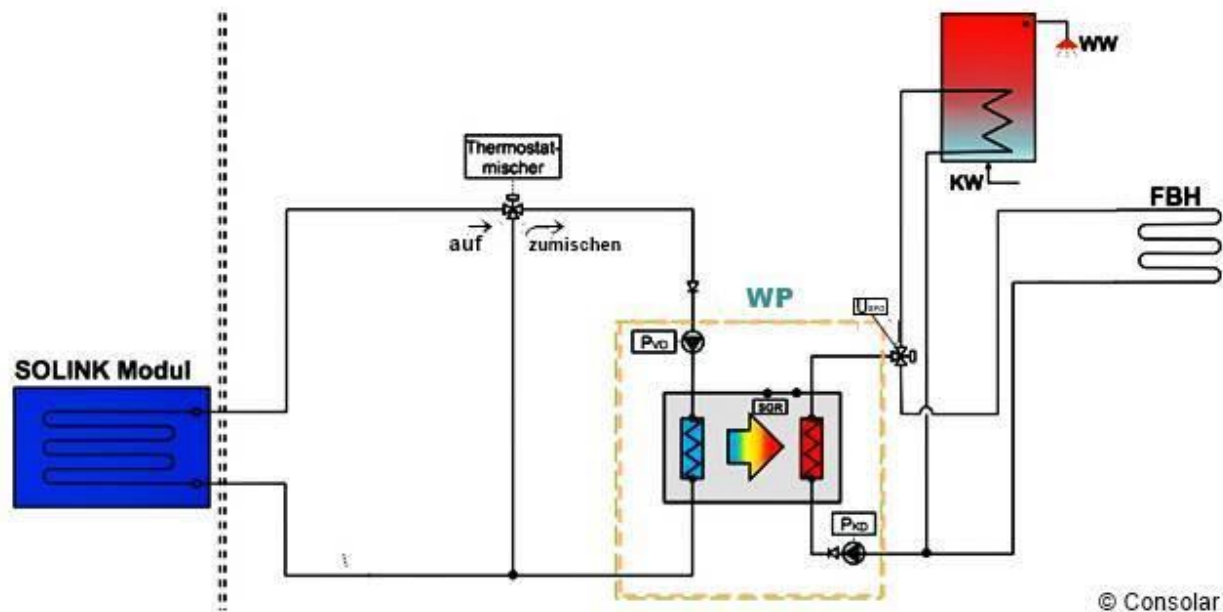 WW
Thermostat-
mischer
KW
FBH
auf
zumischen
WP
SOLINK Modul
PVD
SGR
PKD
© Consolar